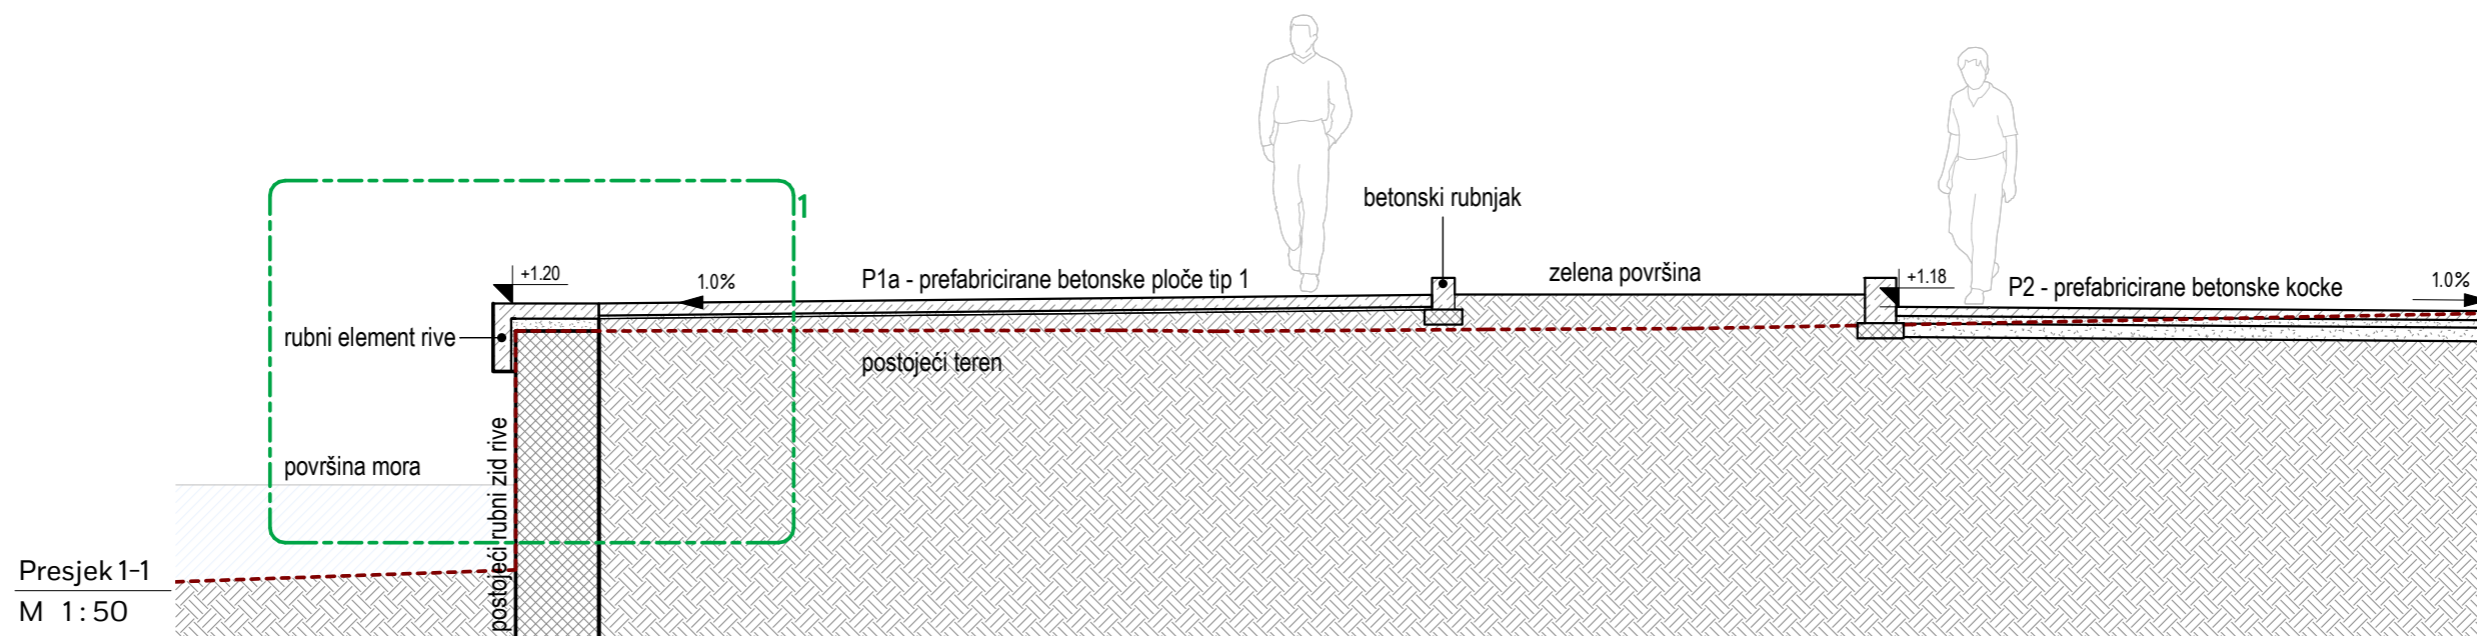 1
betonski rubnjak
+1.20
1.0%
P1a - prefabricirane betonske ploče tip 1
zelena površina
+1.18
P2 - prefabricirane betonske kocke
1.0%
rubni element rive
postojeći teren
površina mora
postojeći rubni zid rive
Presjek 1-1
M 1:50